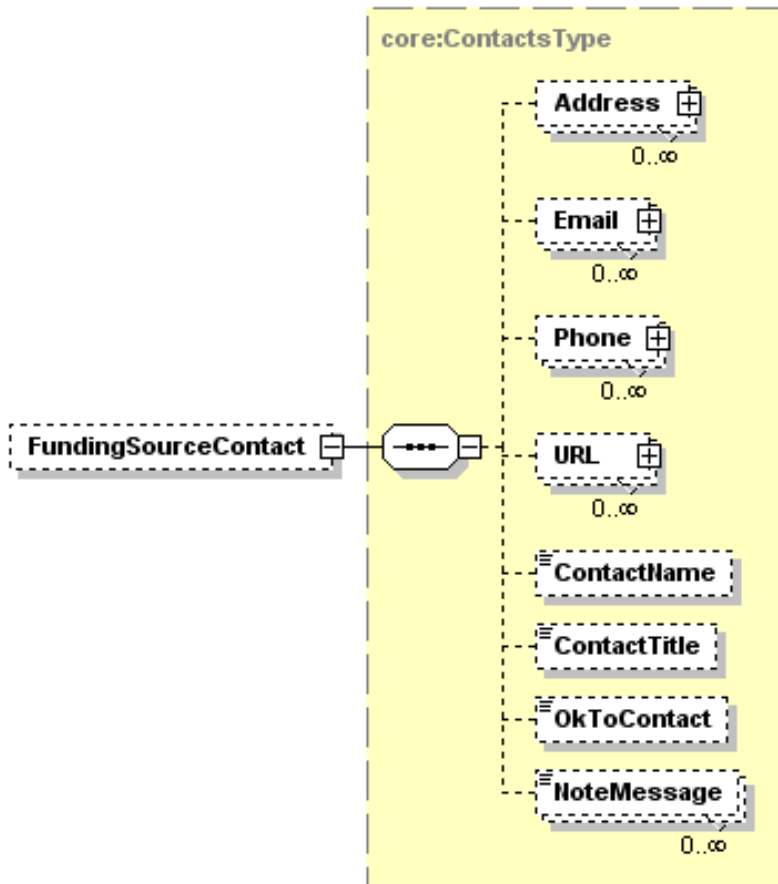 core:ContactsType
Address
0..∞
Email
0..∞
Phone
0..∞
FundingSourceContact
URL
0..∞
ContactName
ContactTitle
OkToContact
NoteMessage
0..∞